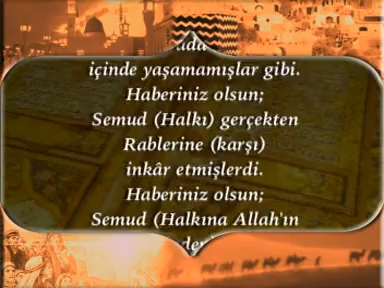 içinde yaşamamışlar gibi.
Haberiniz olsun;
Semud (Halkı) gerçekten
Rablerine (karşı)
inkâr etmişlerdi.
Haberiniz olsun;
Semud (Halkına Allah'ın